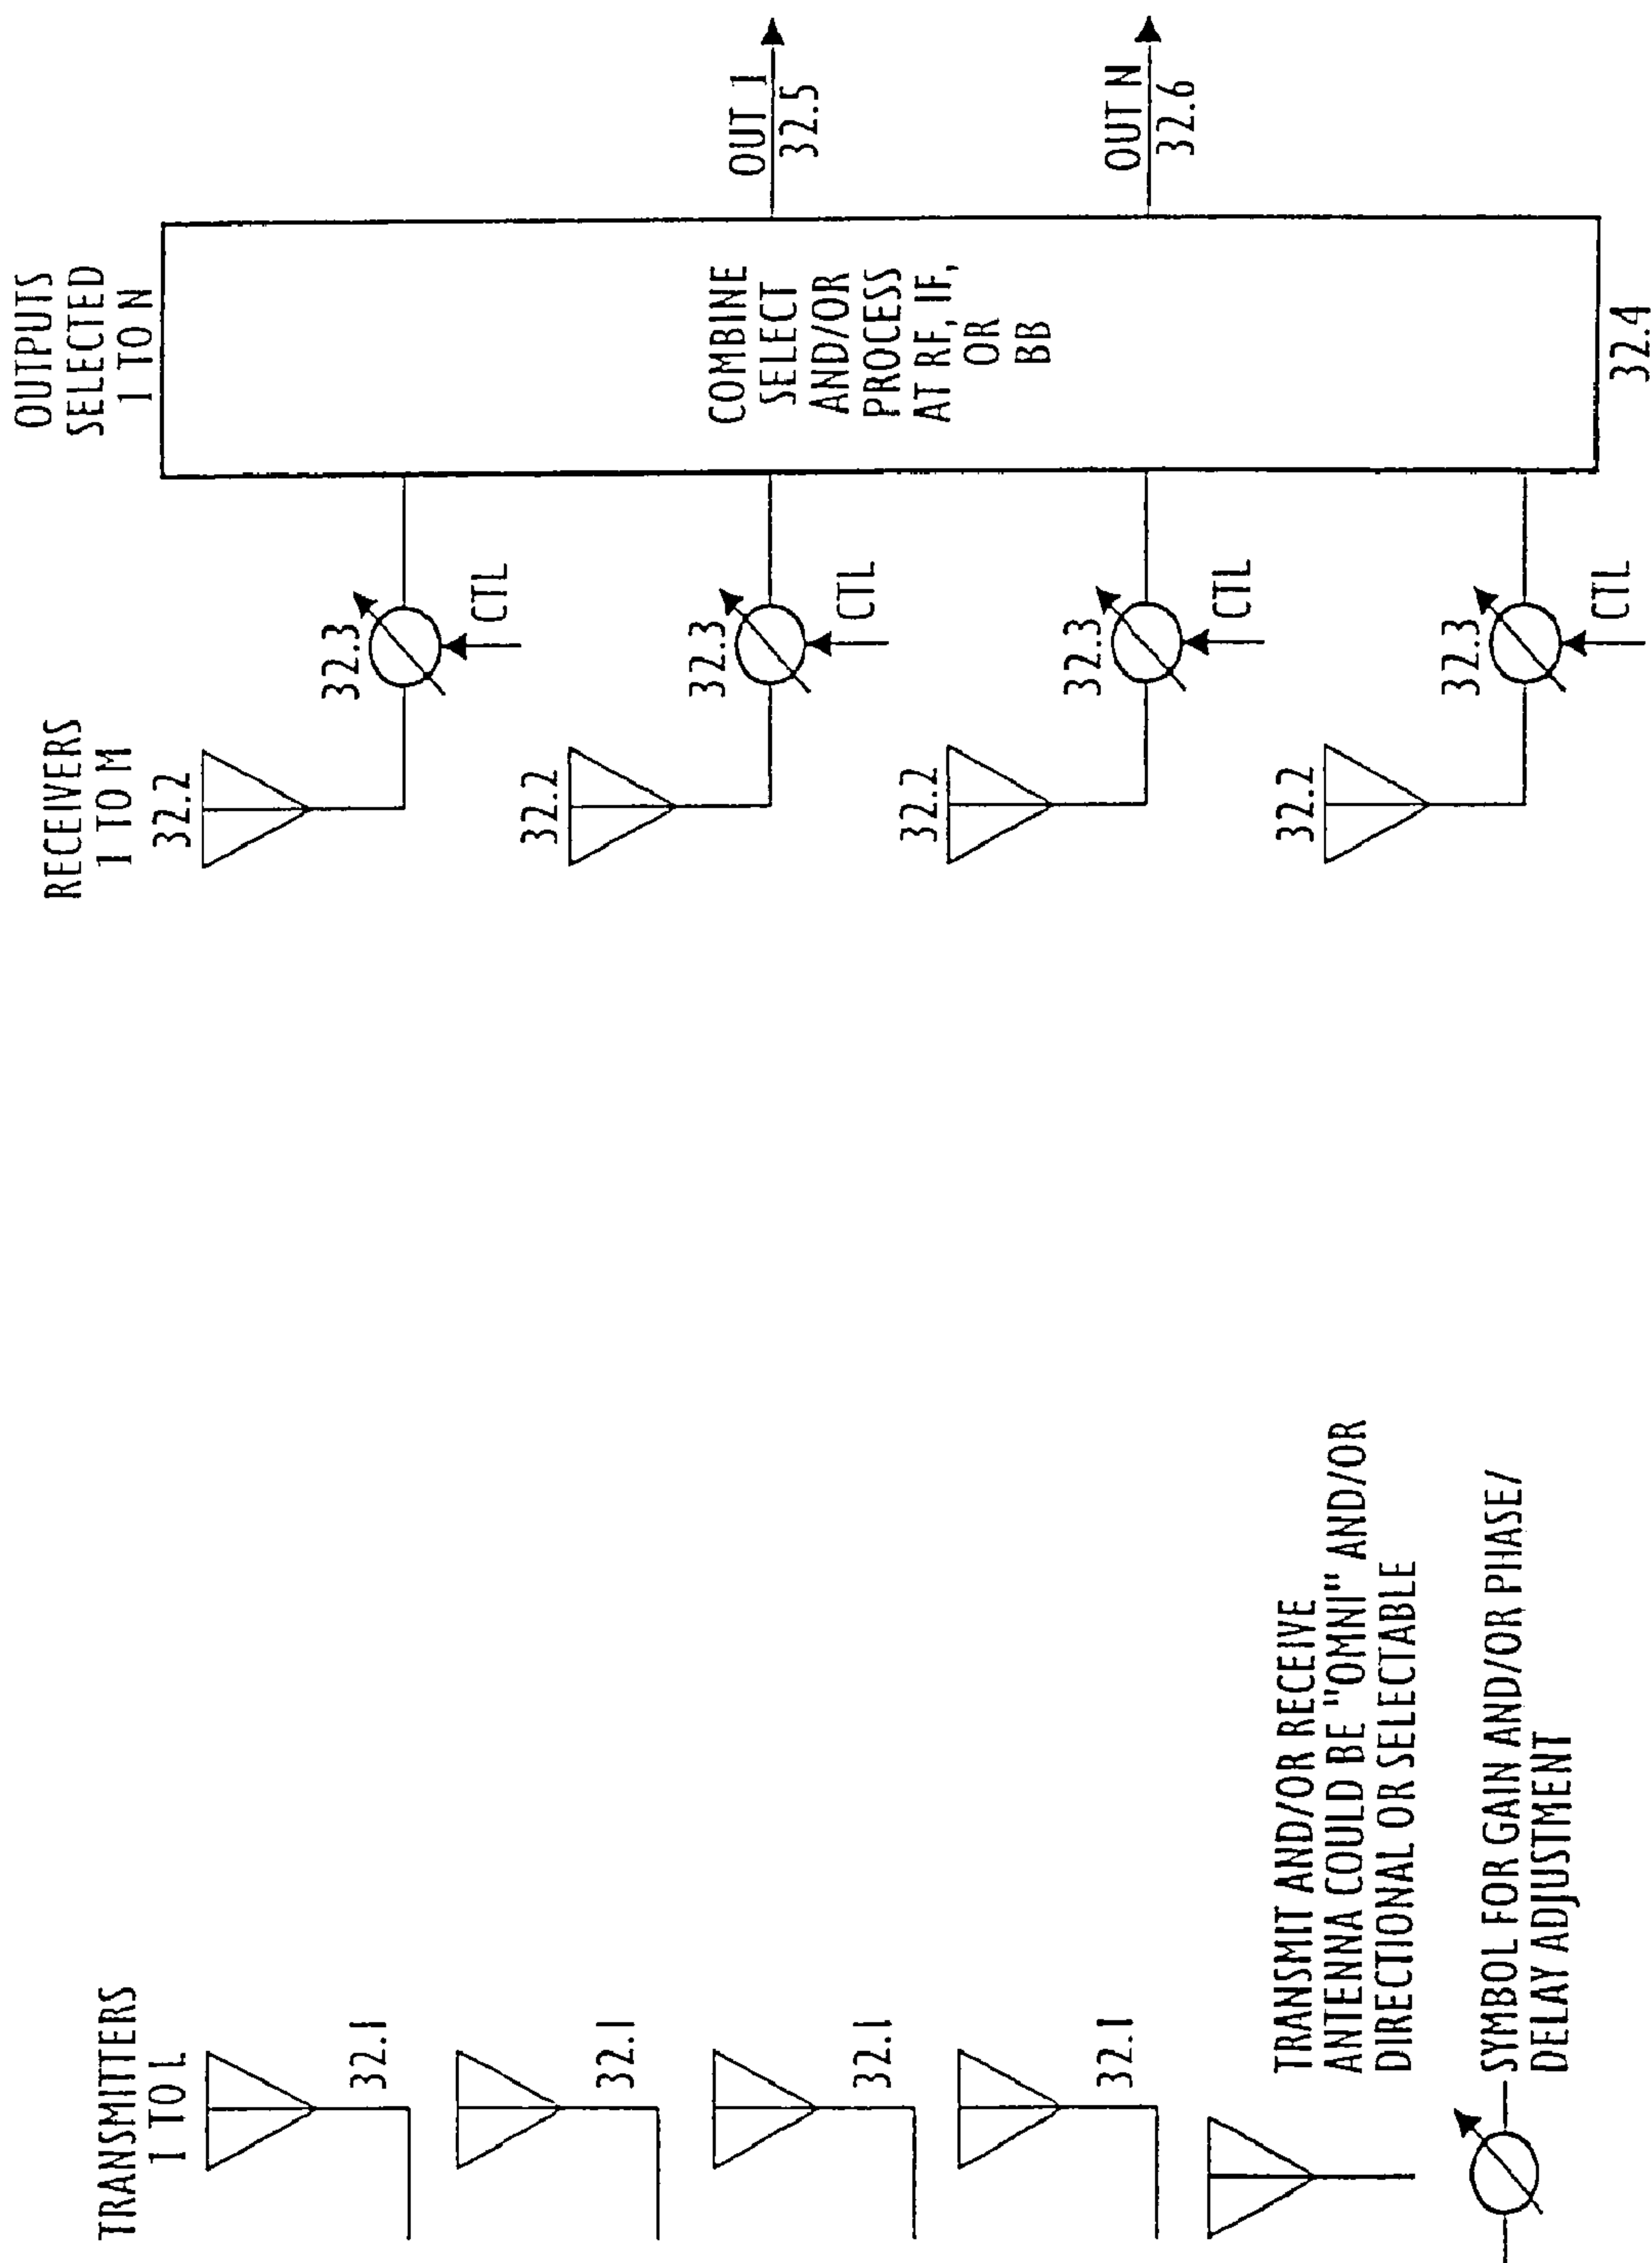 TRANSMITTERS
1 TO L
32.1
32.1
32.1
32.1
TRANSMIT AND/OR RECEIVE
ANTENNA COULD BE "OMNI" AND/OR
DIRECTIONAL OR SELECTABLE
SYMBOL FOR GAIN AND/OR PHASE/
DELAY ADJUSTMENT
RECEIVERS
1 TO M
32.2
32.2
32.2
32.2
32.3
CTL
32.3
CTL
32.3
CTL
32.3
CTL
OUTPUTS
SELECTED
1 TO N
COMBINE
SELECT
AND/OR
PROCESS
AT RF, IF,
OR
BB
32.4
OUT 1
32.5
OUT N
32.6